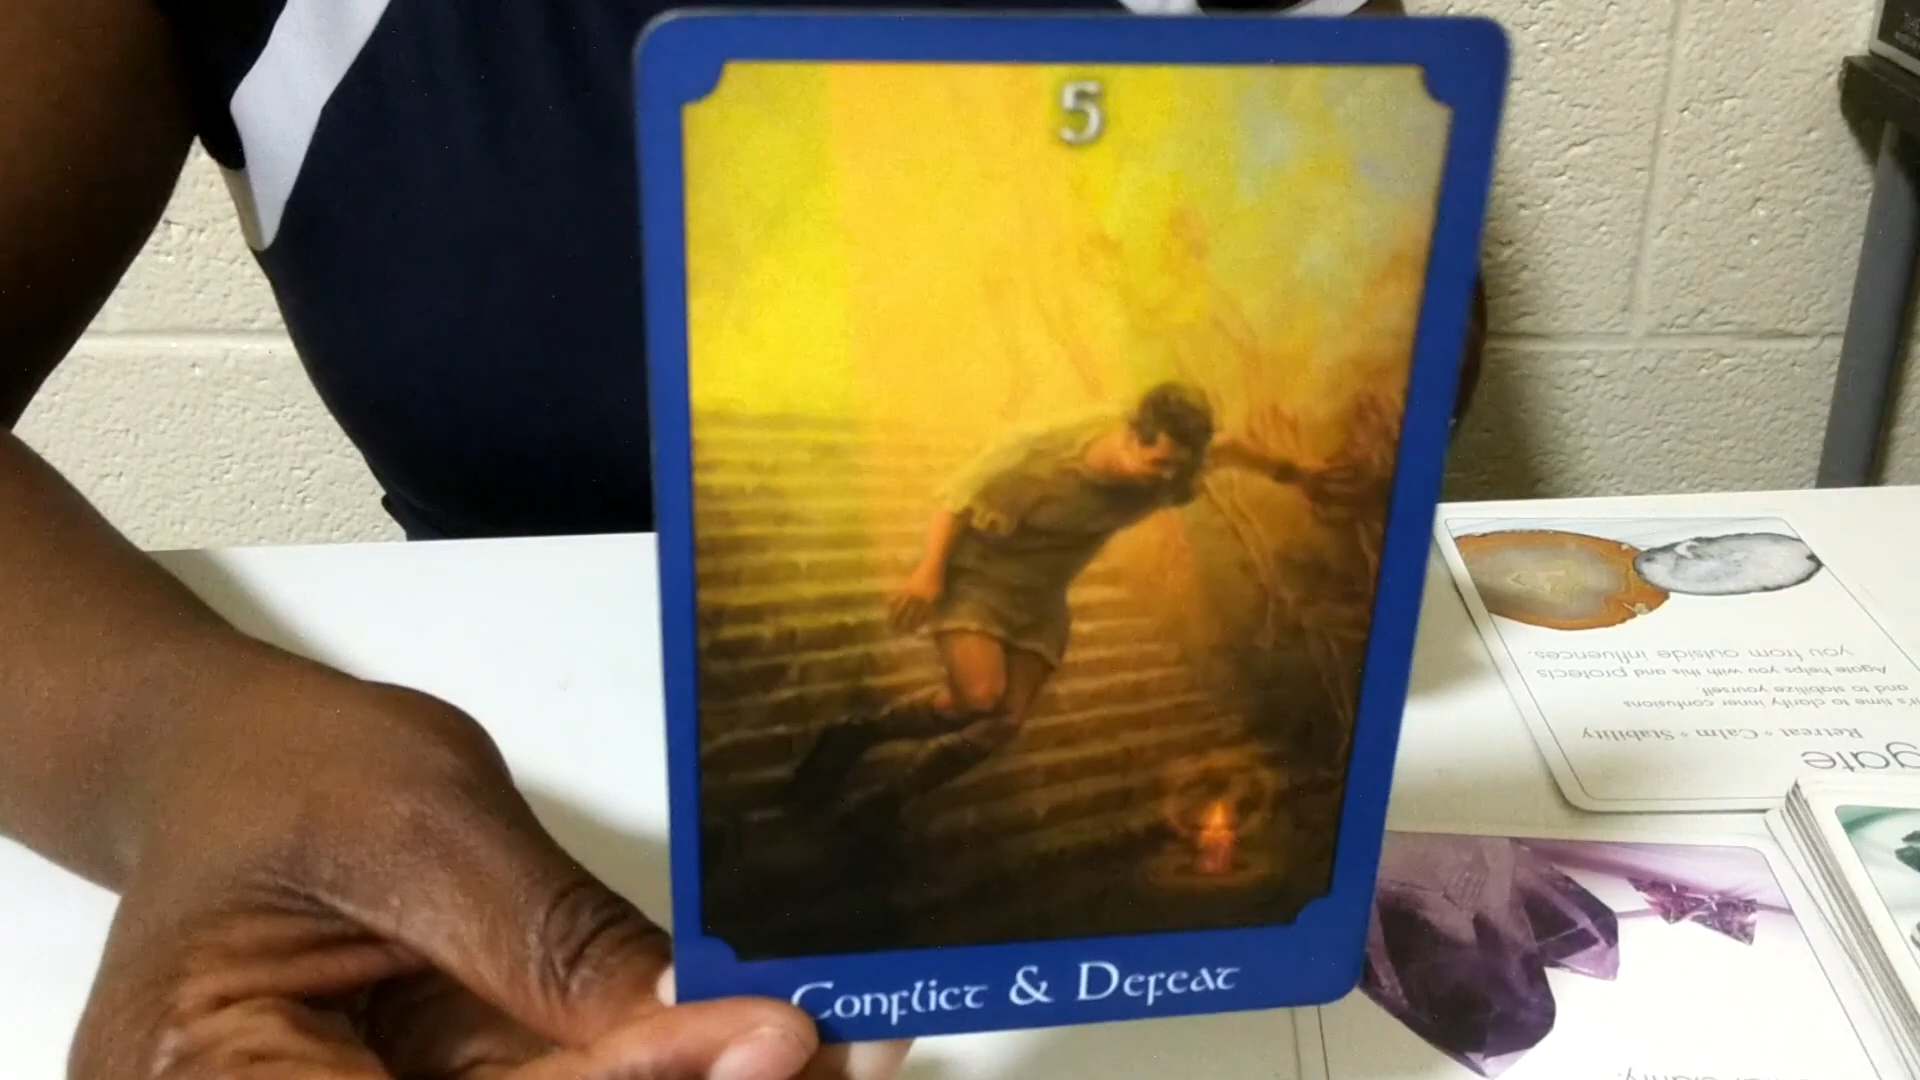 5
Conflict & Defeat
gate
Retreat • Calm • Stability
It's time to clarify inner confusions
and to stabilize yourself.
Agate helps you with this and protects
you from outside influences.
clarity.